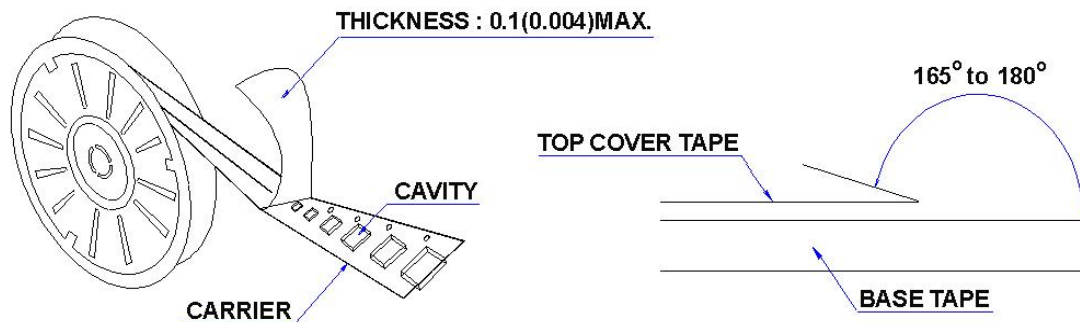 THICKNESS : 0.1(0.004)MAX.
165° to 180°
TOP COVER TAPE
CAVITY
CARRIER
BASE TAPE